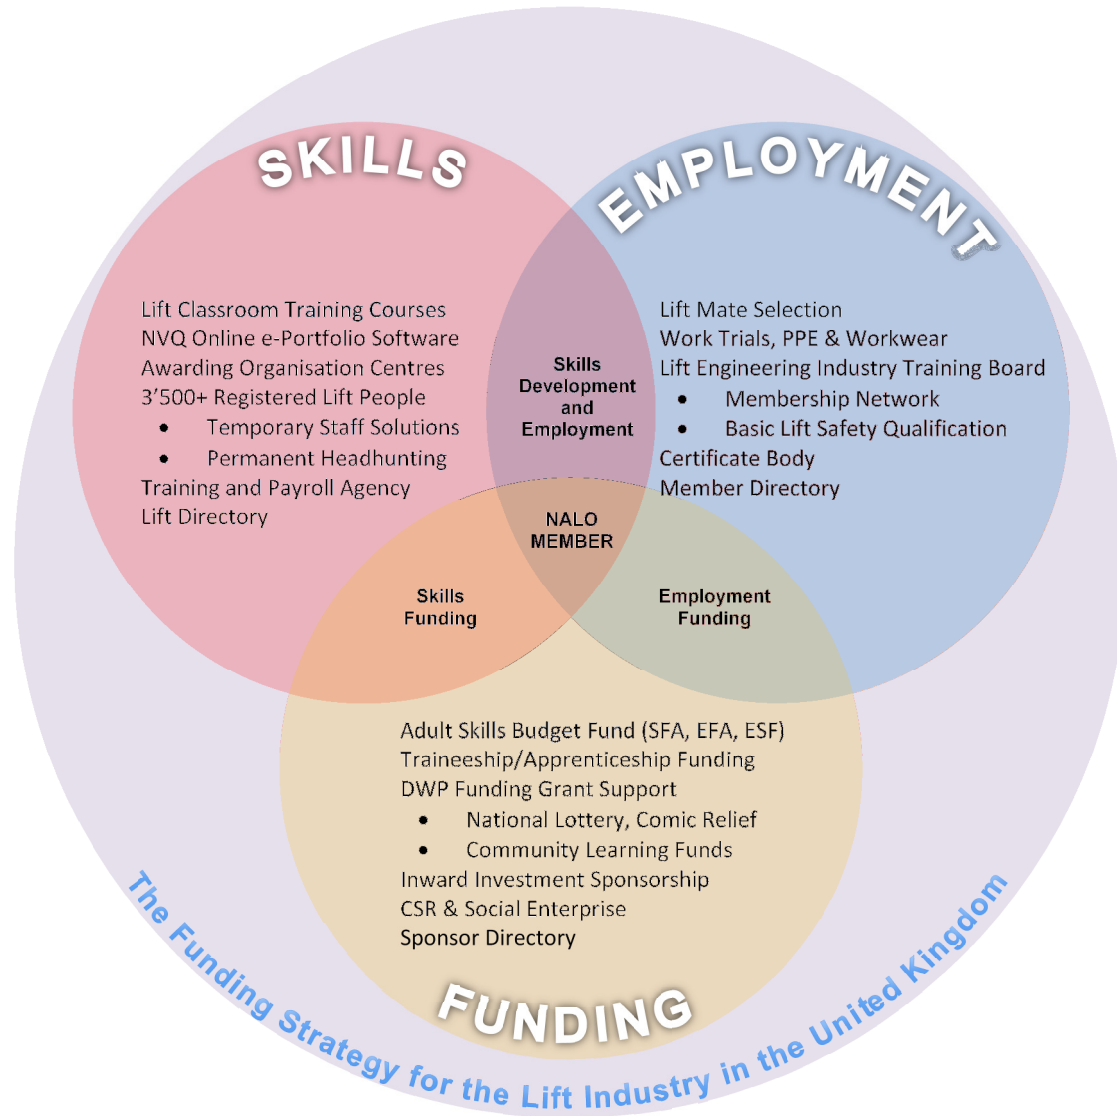 SKILLS
EMPLOYMENT
Lift Classroom Training Courses
NVQ Online e-Portfolio Software
Awarding Organisation Centres
3’500+ Registered Lift People
• Temporary Staff Solutions
• Permanent Headhunting
Training and Payroll Agency
Lift Directory
Skills
Development
and
Employment
Lift Mate Selection
Work Trials, PPE & Workwear
Lift Engineering Industry Training Board
• Membership Network
• Basic Lift Safety Qualification
Certificate Body
Member Directory
NALO
MEMBER
Skills
Funding
Employment
Funding
Adult Skills Budget Fund (SFA, EFA, ESF)
Traineeship/Apprenticeship Funding
DWP Funding Grant Support
• National Lottery, Comic Relief
• Community Learning Funds
Inward Investment Sponsorship
CSR & Social Enterprise
Sponsor Directory
FUNDING
The Funding Strategy for the Lift Industry in the United Kingdom